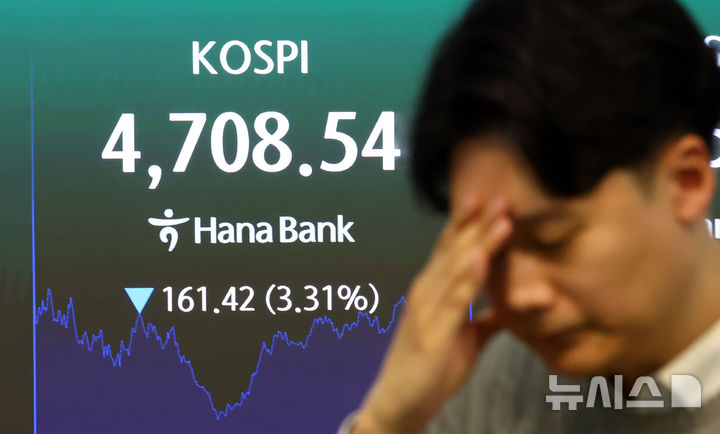 KOSPI
4,708.54
Hana Bank
▼ 161.42 (3.31%)
뉴시스